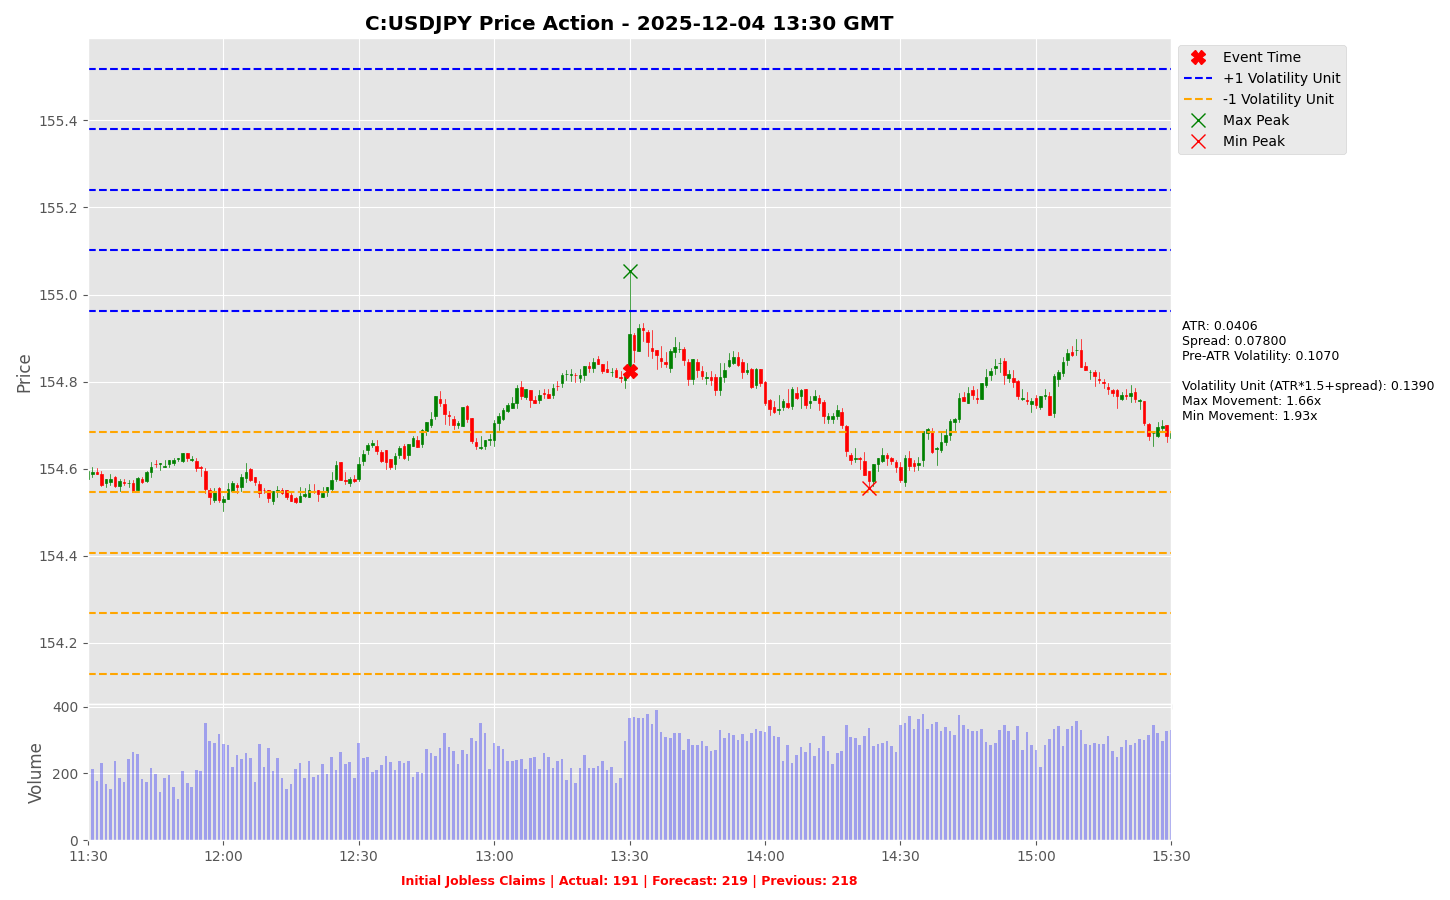 C:USDJPY Price Action - 2025-12-04 13:30 GMT
Event Time
+1 Volatility Unit
-1 Volatility Unit
Max Peak
Min Peak
Price
155.4
155.2
155.0
154.8
154.6
154.4
154.2
ATR: 0.0406
Spread: 0.07800
Pre-ATR Volatility: 0.1070
Volatility Unit (ATR*1.5+spread): 0.1390
Max Movement: 1.66x
Min Movement: 1.93x
Volume
400
200
0
11:30 12:00 12:30 13:00 13:30 14:00 14:30 15:00 15:30
Initial Jobless Claims | Actual: 191 | Forecast: 219 | Previous: 218